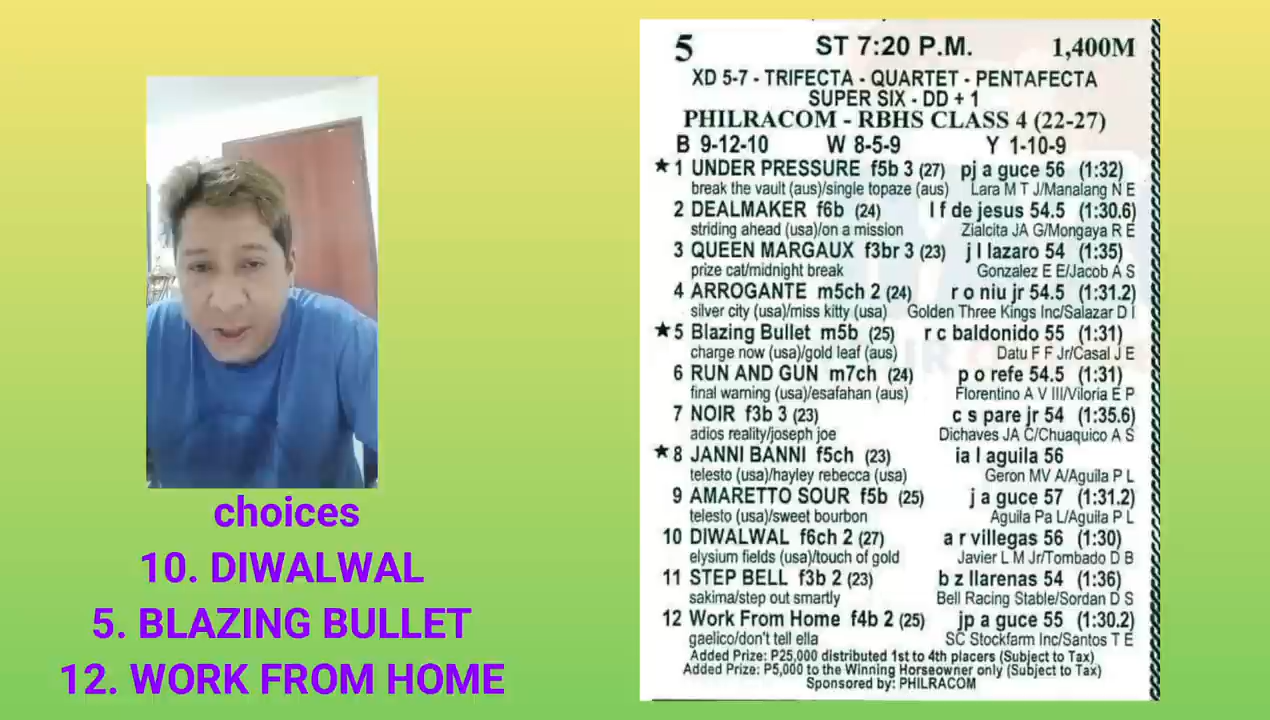 choices
10. DIWALWAL
5. BLAZING BULLET
12. WORK FROM HOME
5 ST 7:20 P.M. 1,400M
XD 5-7 - TRIFECTA - QUARTET - PENTAFECTA
SUPER SIX - DD + 1
PHILRACOM - RBHS CLASS 4 (22-27)
B 9-12-10 W 8-5-9 Y 1-10-9
★ 1 UNDER PRESSURE f5b 3 (27) pj a guce 56 (1:32)
break the vault (aus)/single topaze (aus) Lara M T J/Manalang N E
2 DEALMAKER f6b (24) l f de jesus 54.5 (1:30.6)
striding ahead (usa)/on a mission Zialcita JA G/Mongaya R E
3 QUEEN MARGAUX f3br 3 (23) j l lazaro 54 (1:35)
prize cat/midnight break Gonzalez E E/Jacob A S
4 ARROGANTE m5ch 2 (24) r o niu jr 54.5 (1:31.2)
silver city (usa)/miss kitty (usa) Golden Three Kings Inc/Salazar D I
★ 5 Blazing Bullet m5b (25) r c baldonido 55 (1:31)
charge now (usa)/gold leaf (aus) Datu F F Jr/Casal J E
6 RUN AND GUN m7ch (24) p o refe 54.5 (1:31)
final warning (usa)/esafahan (aus) Florentino A V III/Viloria E P
7 NOIR f3b 3 (23) c s pare jr 54 (1:35.6)
adios reality/joseph joe Dichaves JA C/Chuaquico A S
★ 8 JANNI BANNI f5ch (23) ia l aguila 56
telesto (usa)/hayley rebecca (usa) Geron MV A/Aguila P L
9 AMARETTO SOUR f5b (25) j a guce 57 (1:31.2)
telesto (usa)/sweet bourbon Aguila Pa L/Aguila P L
10 DIWALWAL f6ch 2 (27) a r villegas 56 (1:30)
elysium fields (usa)/touch of gold Javier L M Jr/Tombado D B
11 STEP BELL f3b 2 (23) b z llarenas 54 (1:36)
sakima/step out smartly Bell Racing Stable/Sordan D S
12 Work From Home f4b 2 (25) jp a guce 55 (1:30.2)
gaelico/don't tell ella SC Stockfarm Inc/Santos T E
Added Prize: P25,000 distributed 1st to 4th placers (Subject to Tax)
Added Prize: P5,000 to the Winning Horseowner only (Subject to Tax)
Sponsored by: PHILRACOM